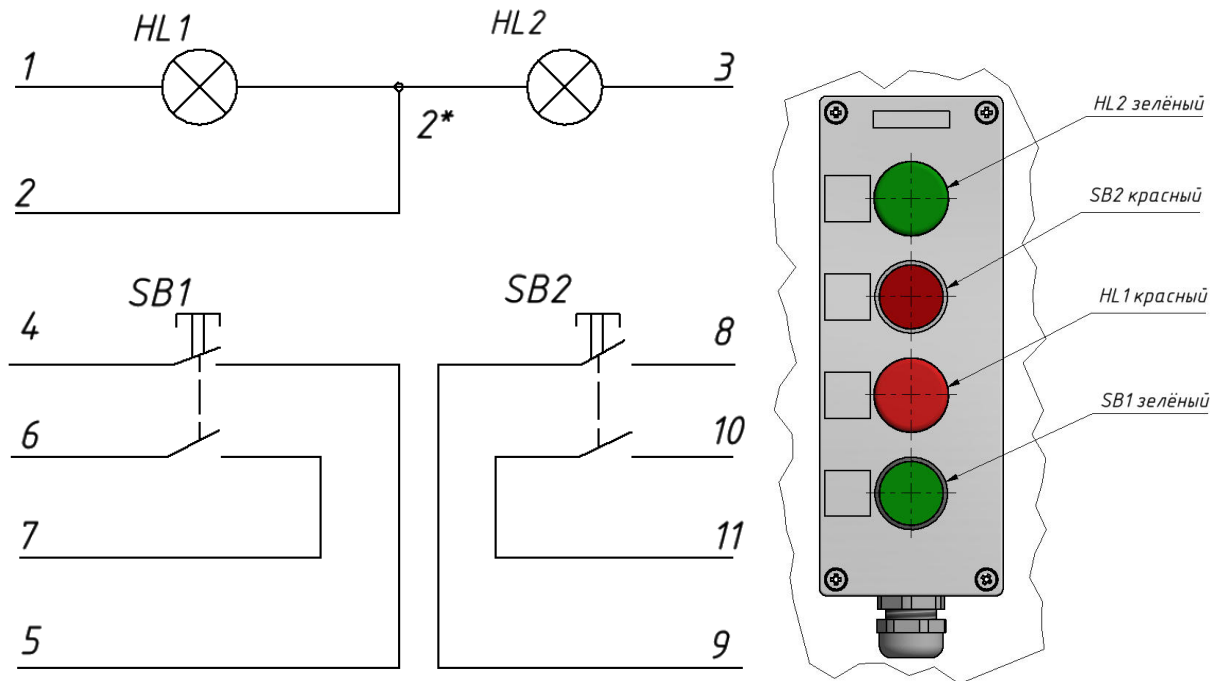 HL1
HL2
1
3
2*
2
SB1
SB2
4
8
6
10
7
11
5
9
HL2 зелёный
SB2 красный
HL1 красный
SB1 зелёный